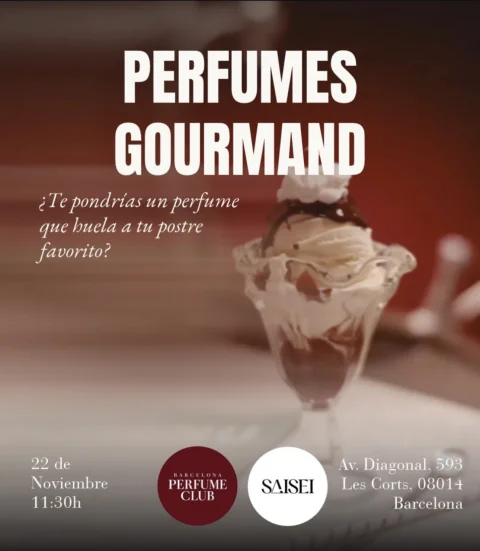 PERFUMES
GOURMAND
¿Te pondrías un perfume
que huela a tu postre
favorito?
22 de
Noviembre
11:30h
BARCELONA
PERFUME
CLUB
SAISEI
Av. Diagonal, 593
Les Corts, 08014
Barcelona